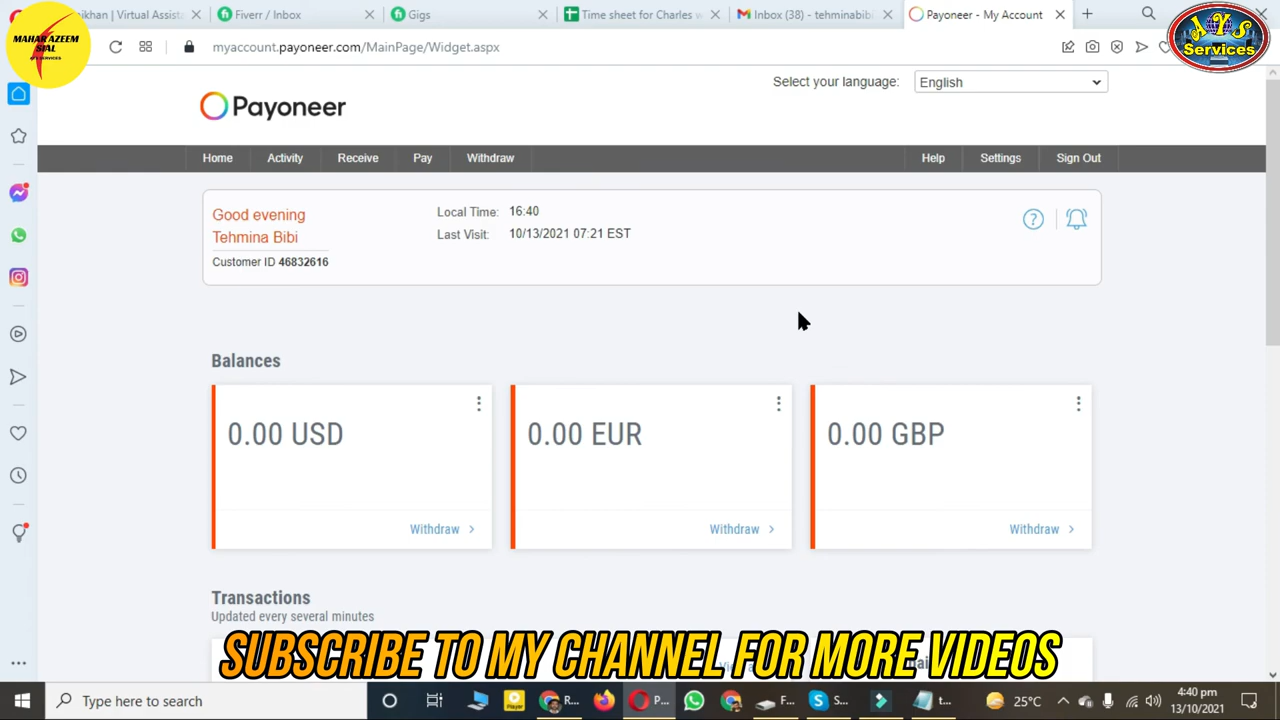 aikhan | Virtual Assista
Fiverr / Inbox
Gigs
Time sheet for Charles w
Inbox (38) - tehminabibi
Payoneer - My Account
MAHAR AZEEM
SIAL
AYS
Services
myaccount.payoneer.com/MainPage/Widget.aspx
Select your language:
English
Payoneer
Home
Activity
Receive
Pay
Withdraw
Help
Settings
Sign Out
Good evening
Tehmina Bibi
Customer ID 46832616
Local Time: 16:40
Last Visit: 10/13/2021 07:21 EST
Balances
0.00 USD
0.00 EUR
0.00 GBP
Withdraw
Withdraw
Withdraw
Transactions
Updated every several minutes
SUBSCRIBE TO MY CHANNEL FOR MORE VIDEOS
Type here to search
R...
P...
F...
S...
t...
25°C
4:40 pm
13/10/2021